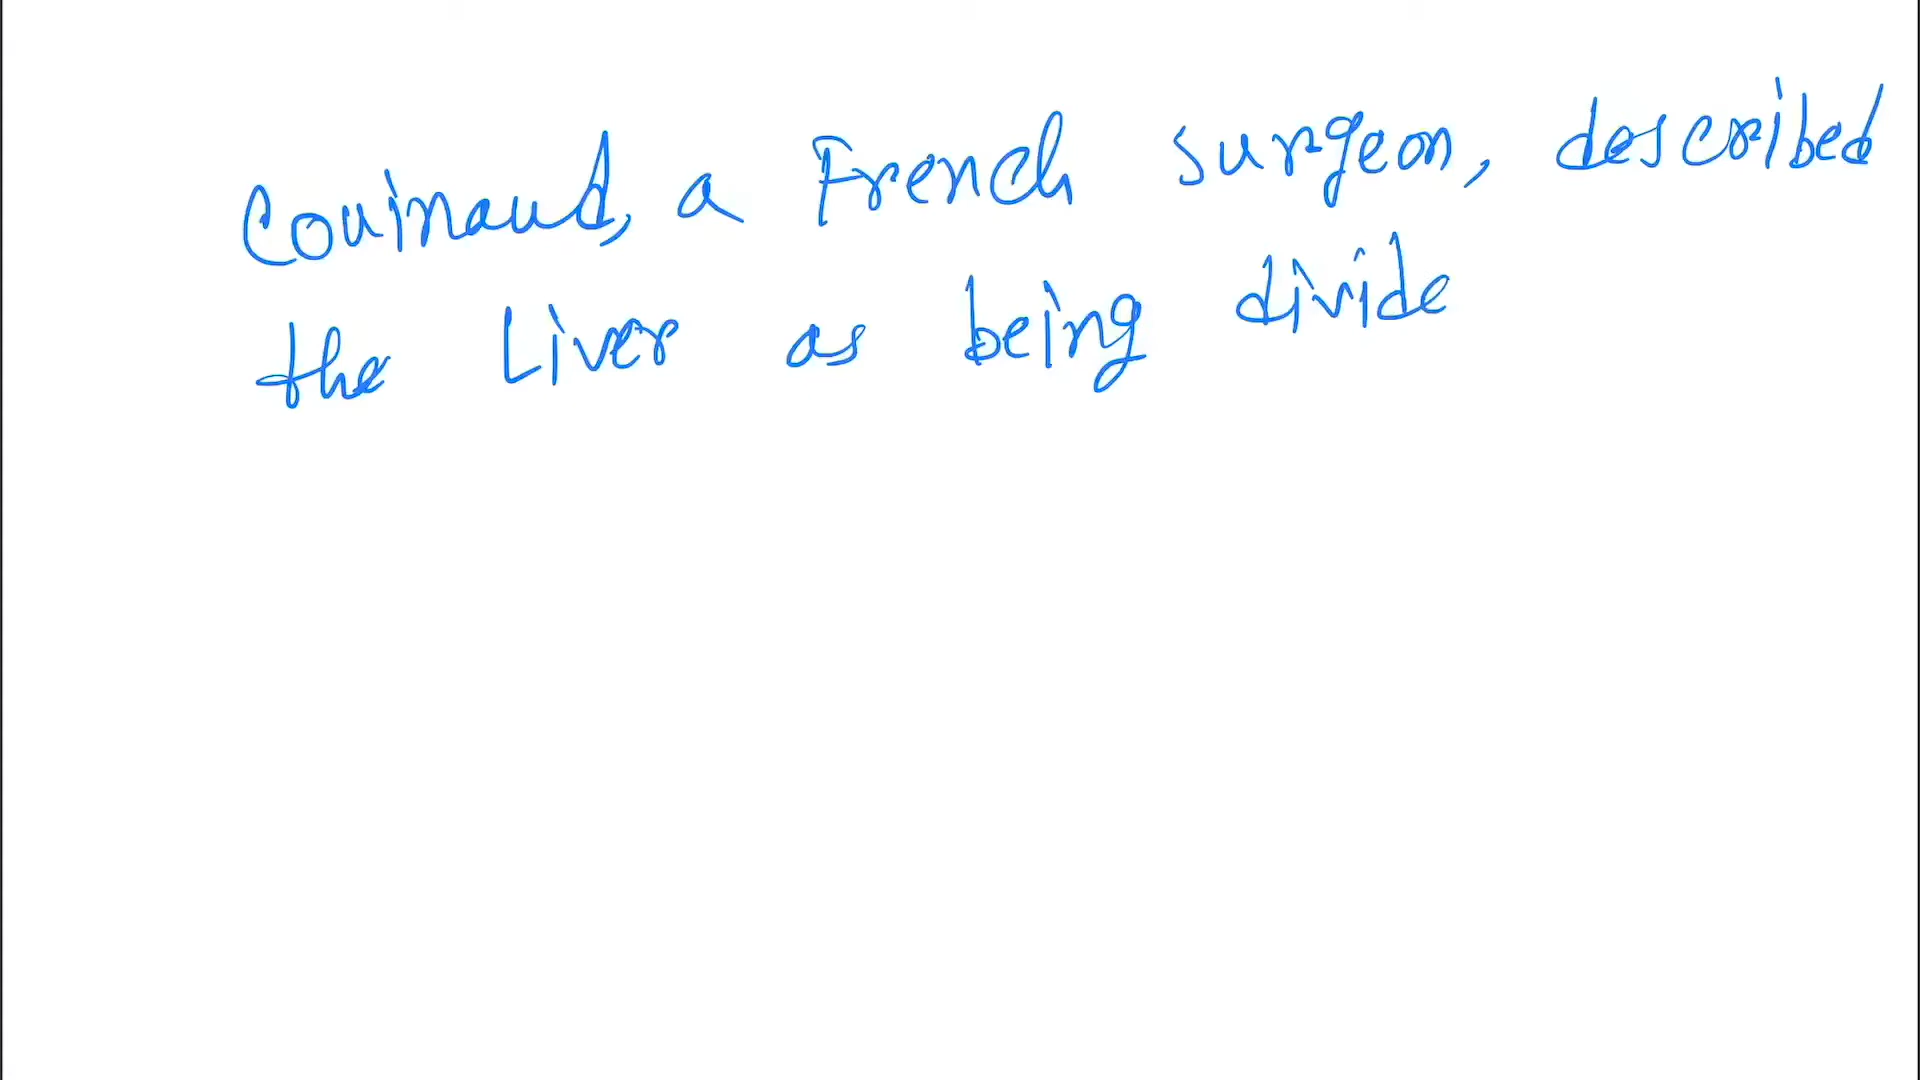 Couinaud, a French surgeon, described
the Liver as being divide